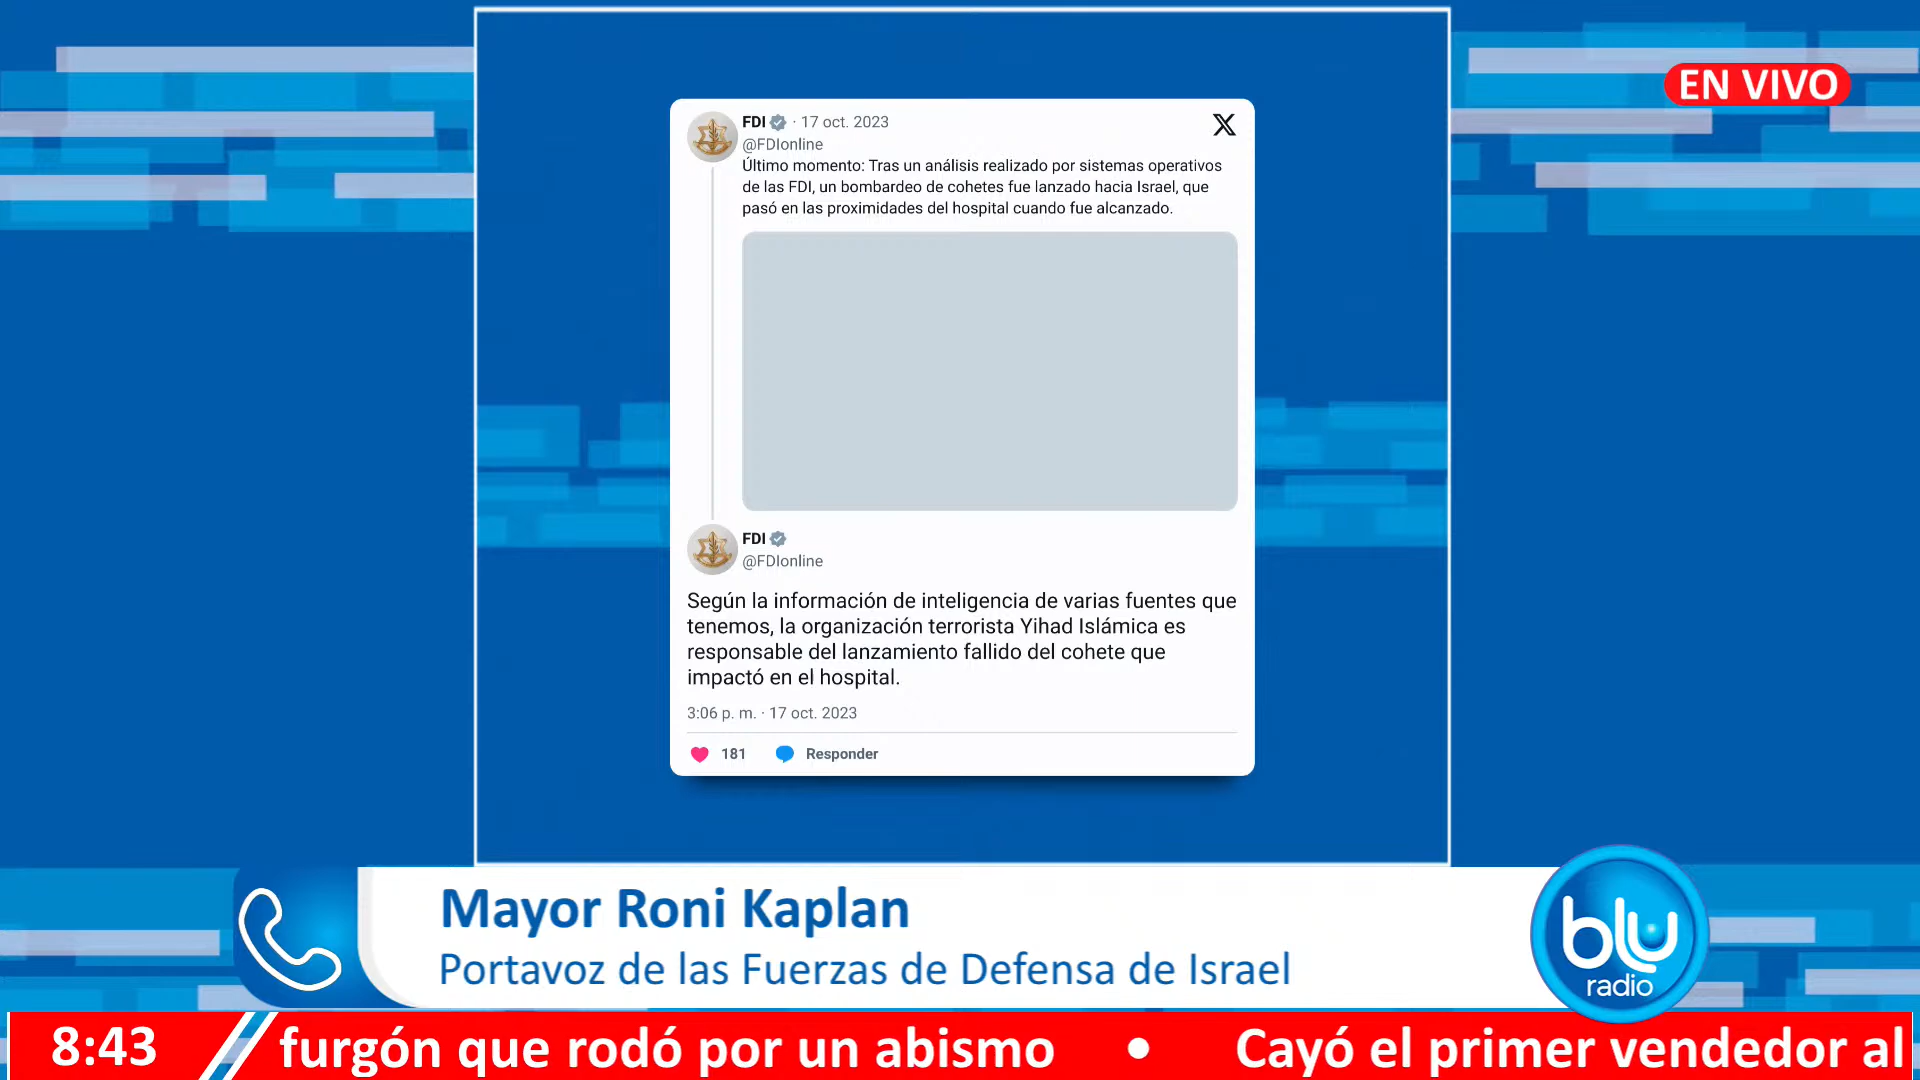 EN VIVO
FDI · 17 oct. 2023
@FDIonline
Último momento: Tras un análisis realizado por sistemas operativos
de las FDI, un bombardeo de cohetes fue lanzado hacia Israel, que
pasó en las proximidades del hospital cuando fue alcanzado.
FDI
@FDIonline
Según la información de inteligencia de varias fuentes que
tenemos, la organización terrorista Yihad Islámica es
responsable del lanzamiento fallido del cohete que
impactó en el hospital.
3:06 p. m. · 17 oct. 2023
181 Responder
Mayor Roni Kaplan
Portavoz de las Fuerzas de Defensa de Israel
blu
radio
8:43 furgón que rodó por un abismo • Cayó el primer vendedor al